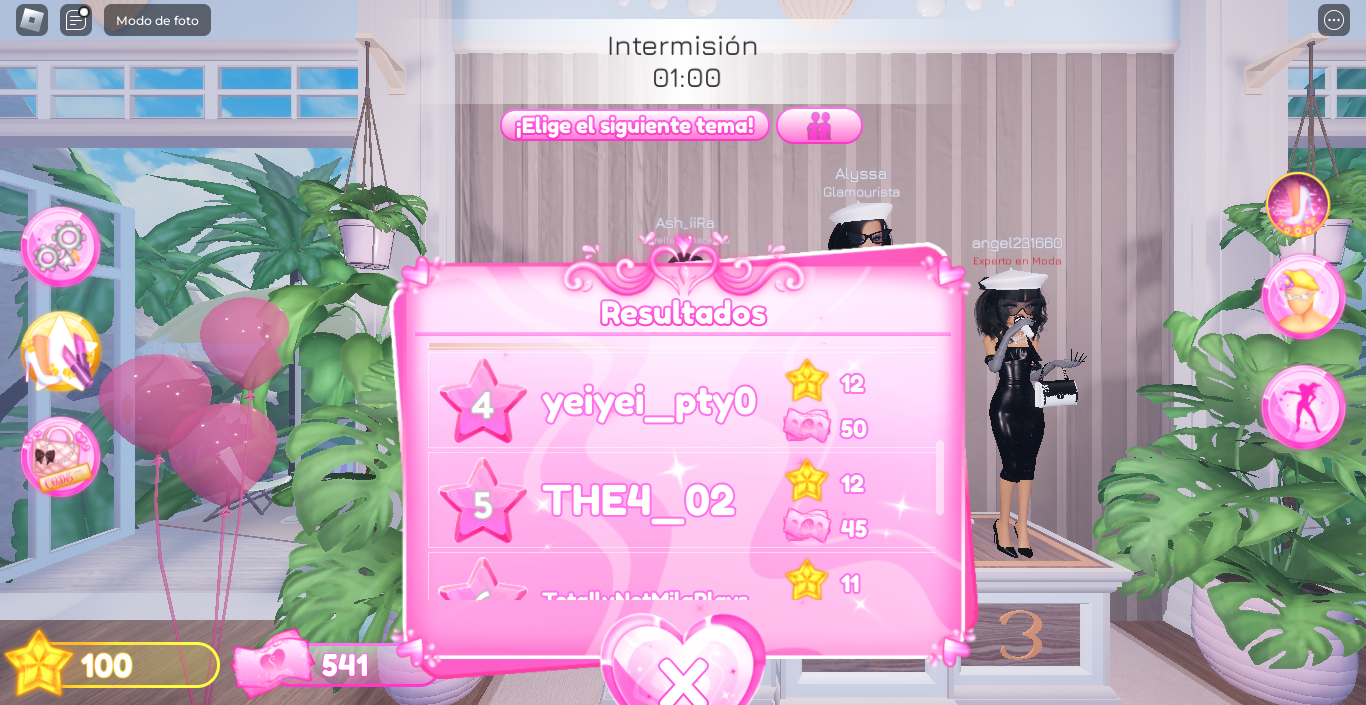 Modo de foto
Intermisión
01:00
¡Elige el siguiente tema!
Alyssa
Glamourista
Ash_iiRa
angel231660
Experto en Moda
Resultados
4
yeiyei_pty0
12
50
5
THE4_02
12
45
11
CODES
100
541
3